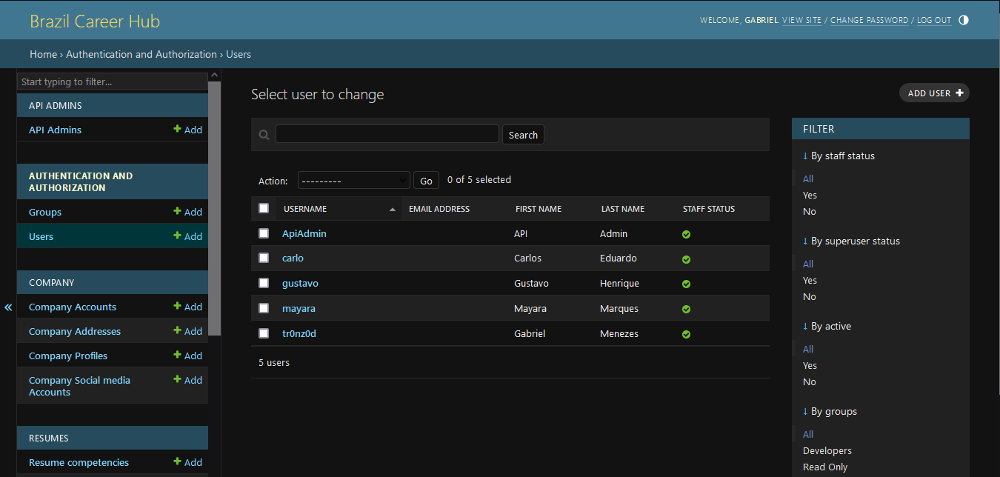 Brazil Career Hub
WELCOME, GABRIEL. VIEW SITE / CHANGE PASSWORD / LOG OUT
Home › Authentication and Authorization › Users
Start typing to filter...
API ADMINS
API Admins + Add
AUTHENTICATION AND
AUTHORIZATION
Groups + Add
Users + Add
COMPANY
Company Accounts + Add
Company Addresses + Add
Company Profiles + Add
Company Social media + Add
Accounts
RESUMES
Resume competencies + Add
«
Select user to change
ADD USER +
Search
Action: --------- Go 0 of 5 selected
USERNAME EMAIL ADDRESS FIRST NAME LAST NAME STAFF STATUS
ApiAdmin API Admin
carlo Carlos Eduardo
gustavo Gustavo Henrique
mayara Mayara Marques
tr0nz0d Gabriel Menezes
5 users
FILTER
↓ By staff status
All
Yes
No
↓ By superuser status
All
Yes
No
↓ By active
All
Yes
No
↓ By groups
All
Developers
Read Only